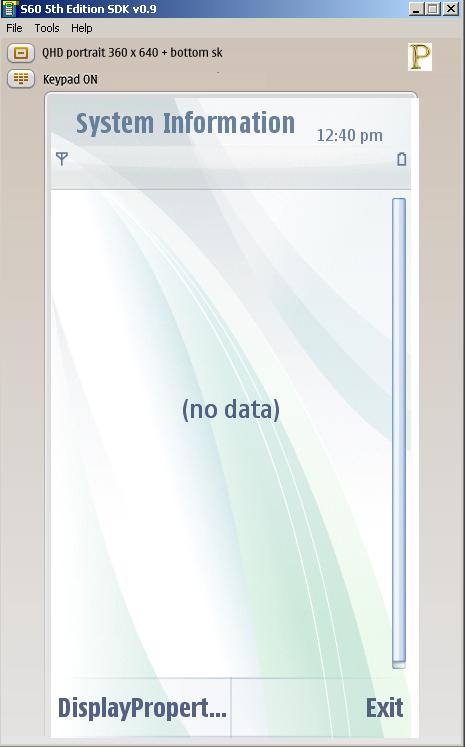 S60 5th Edition SDK v0.9
File Tools Help
QHD portrait 360 x 640 + bottom sk
P
Keypad ON
System Information
12:40 pm
(no data)
DisplayPropert... Exit